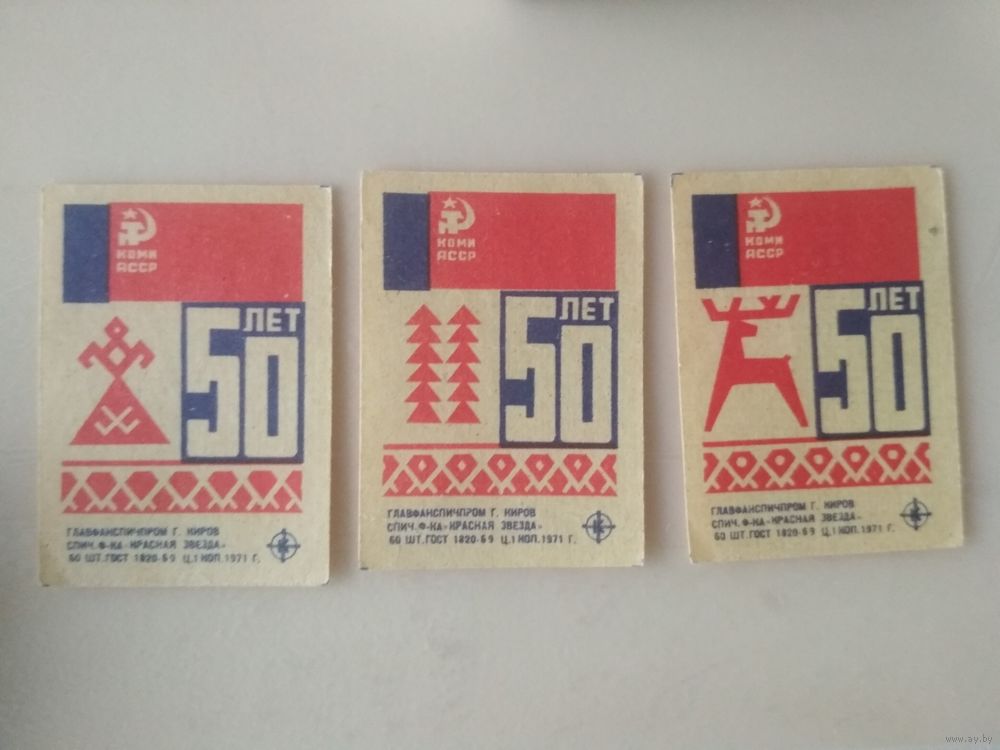 КОМИ
АССР
50 ЛЕТ
ГЛАВФАНСПИЧПРОМ Г. КИРОВ
СПИЧ. Ф-КА «КРАСНАЯ ЗВЕЗДА»
60 ШТ. ГОСТ 1820-69 Ц. 1 КОП. 1971 Г.
КОМИ
АССР
50 ЛЕТ
ГЛАВФАНСПИЧПРОМ Г. КИРОВ
СПИЧ. Ф-КА «КРАСНАЯ ЗВЕЗДА»
60 ШТ. ГОСТ 1820-69 Ц. 1 КОП. 1971 Г.
КОМИ
АССР
50 ЛЕТ
ГЛАВФАНСПИЧПРОМ Г. КИРОВ
СПИЧ. Ф-КА «КРАСНАЯ ЗВЕЗДА»
60 ШТ. ГОСТ 1820-69 Ц. 1 КОП. 1971 Г.
www.ay.by